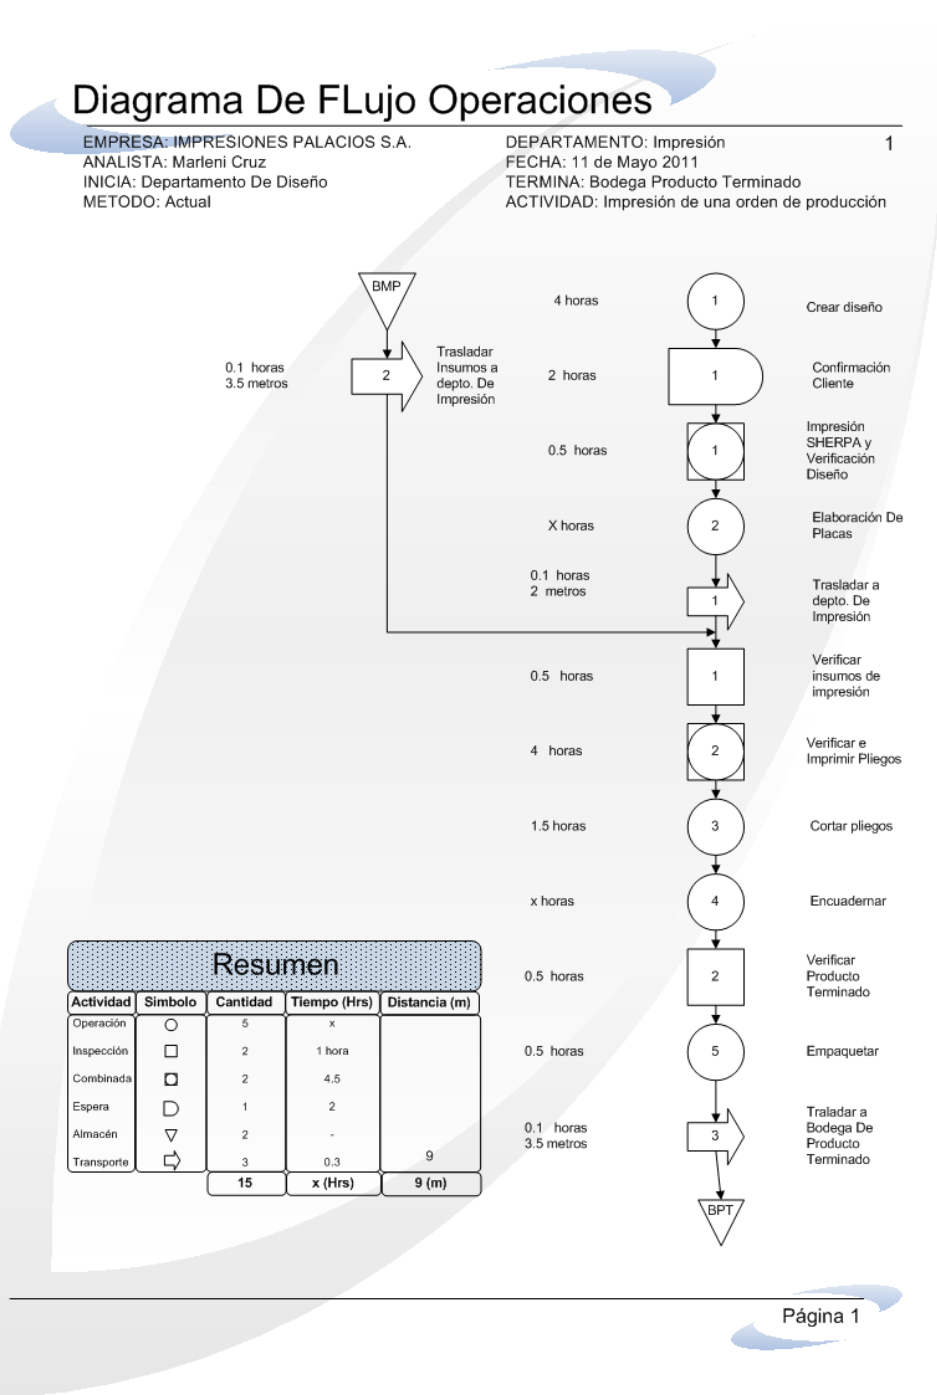 Diagrama De FLujo Operaciones
EMPRESA: IMPRESIONES PALACIOS S.A.
ANALISTA: Marleni Cruz
INICIA: Departamento De Diseño
METODO: Actual
DEPARTAMENTO: Impresión
FECHA: 11 de Mayo 2011
TERMINA: Bodega Producto Terminado
ACTIVIDAD: Impresión de una orden de producción
1
BMP
0.1 horas
3.5 metros
2
Trasladar
Insumos a
depto. De
Impresión
4 horas
1
Crear diseño
2 horas
1
Confirmación
Cliente
0.5 horas
1
Impresión
SHERPA y
Verificación
Diseño
X horas
2
Elaboración De
Placas
0.1 horas
2 metros
1
Trasladar a
depto. De
Impresión
0.5 horas
1
Verificar
insumos de
impresión
4 horas
2
Verificar e
Imprimir Pliegos
1.5 horas
3
Cortar pliegos
x horas
4
Encuadernar
0.5 horas
2
Verificar
Producto
Terminado
0.5 horas
5
Empaquetar
0.1 horas
3.5 metros
3
Traladar a
Bodega De
Producto
Terminado
BPT
Resumen
Actividad Simbolo Cantidad Tiempo (Hrs) Distancia (m)
Operación 5 x
Inspección 2 1 hora
Combinada 2 4.5
Espera 1 2
Almacén 2 -
Transporte 3 0.3 9
15 x (Hrs) 9 (m)
Página 1